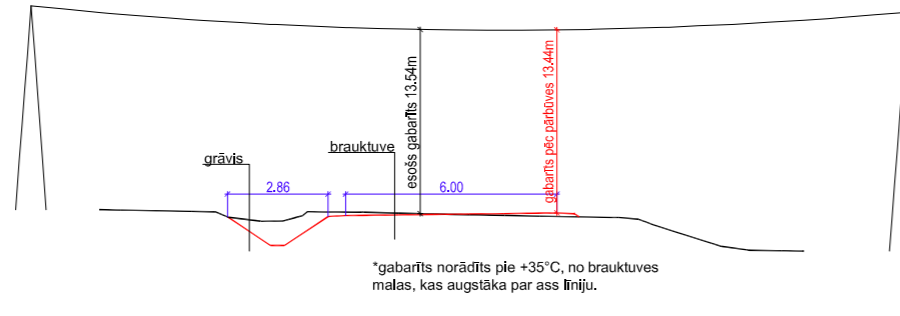 esošs gabarīts 13.54m
gabarīts pēc pārbūves 13.44m
grāvis
brauktuve
2.86
6.00
*gabarīts norādīts pie +35°C, no brauktuves
malas, kas augstāka par ass līniju.